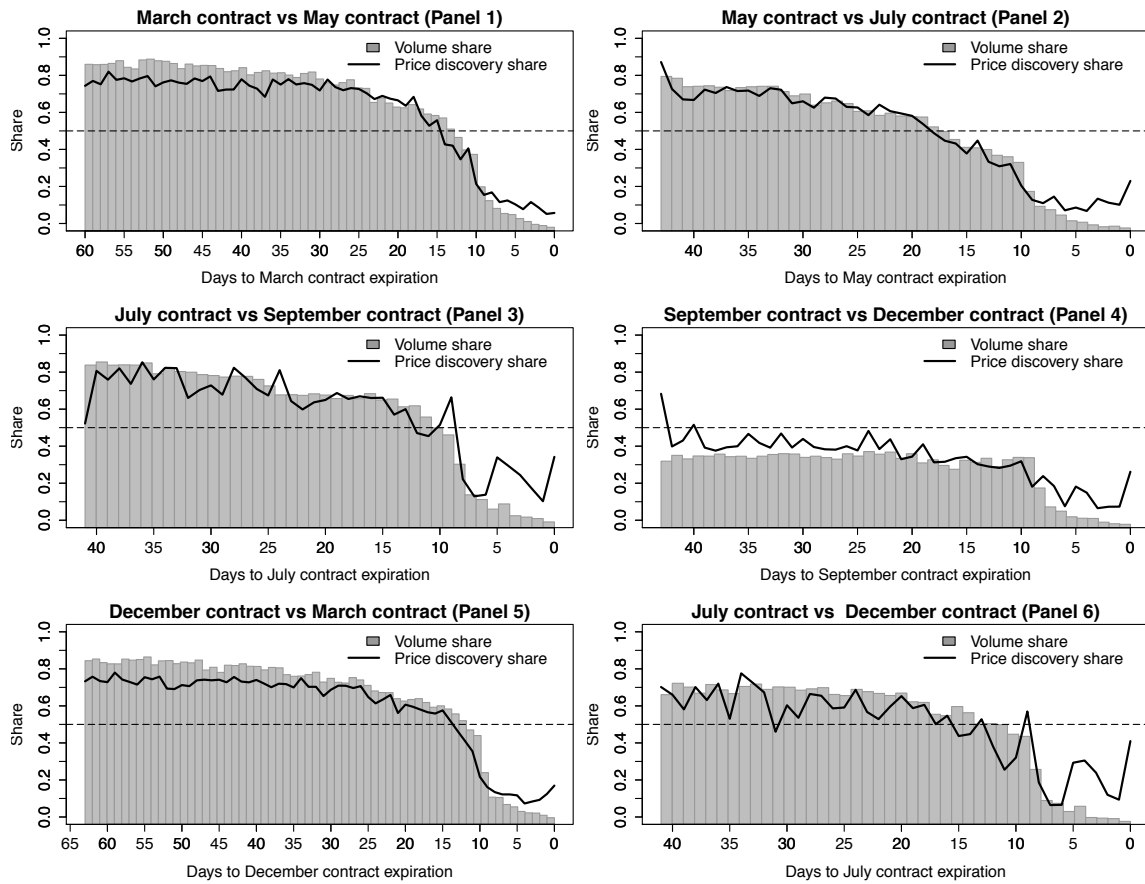 March contract vs May contract (Panel 1)
Volume share
Price discovery share
Share
0.0 0.2 0.4 0.6 0.8 1.0
60 55 50 45 40 35 30 25 20 15 10 5 0
Days to March contract expiration
May contract vs July contract (Panel 2)
Volume share
Price discovery share
Share
0.0 0.2 0.4 0.6 0.8 1.0
40 35 30 25 20 15 10 5 0
Days to May contract expiration
July contract vs September contract (Panel 3)
Volume share
Price discovery share
Share
0.0 0.2 0.4 0.6 0.8 1.0
40 35 30 25 20 15 10 5 0
Days to July contract expiration
September contract vs December contract (Panel 4)
Volume share
Price discovery share
Share
0.0 0.2 0.4 0.6 0.8 1.0
40 35 30 25 20 15 10 5 0
Days to September contract expiration
December contract vs March contract (Panel 5)
Volume share
Price discovery share
Share
0.0 0.2 0.4 0.6 0.8 1.0
65 60 55 50 45 40 35 30 25 20 15 10 5 0
Days to December contract expiration
July contract vs December contract (Panel 6)
Volume share
Price discovery share
Share
0.0 0.2 0.4 0.6 0.8 1.0
40 35 30 25 20 15 10 5 0
Days to July contract expiration